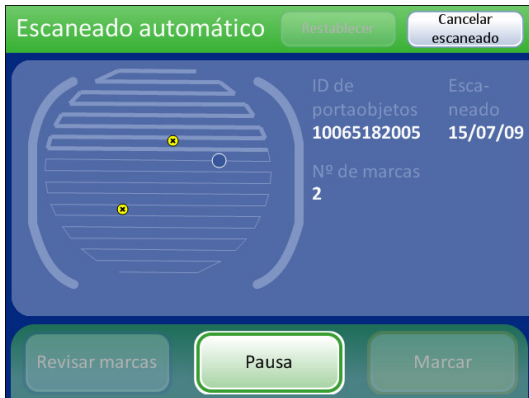 Escaneado automático
Restablecer
Cancelar
escaneado
ID de
portaobjetos
10065182005
Esca-
neado
15/07/09
Nº de marcas
2
Revisar marcas
Pausa
Marcar